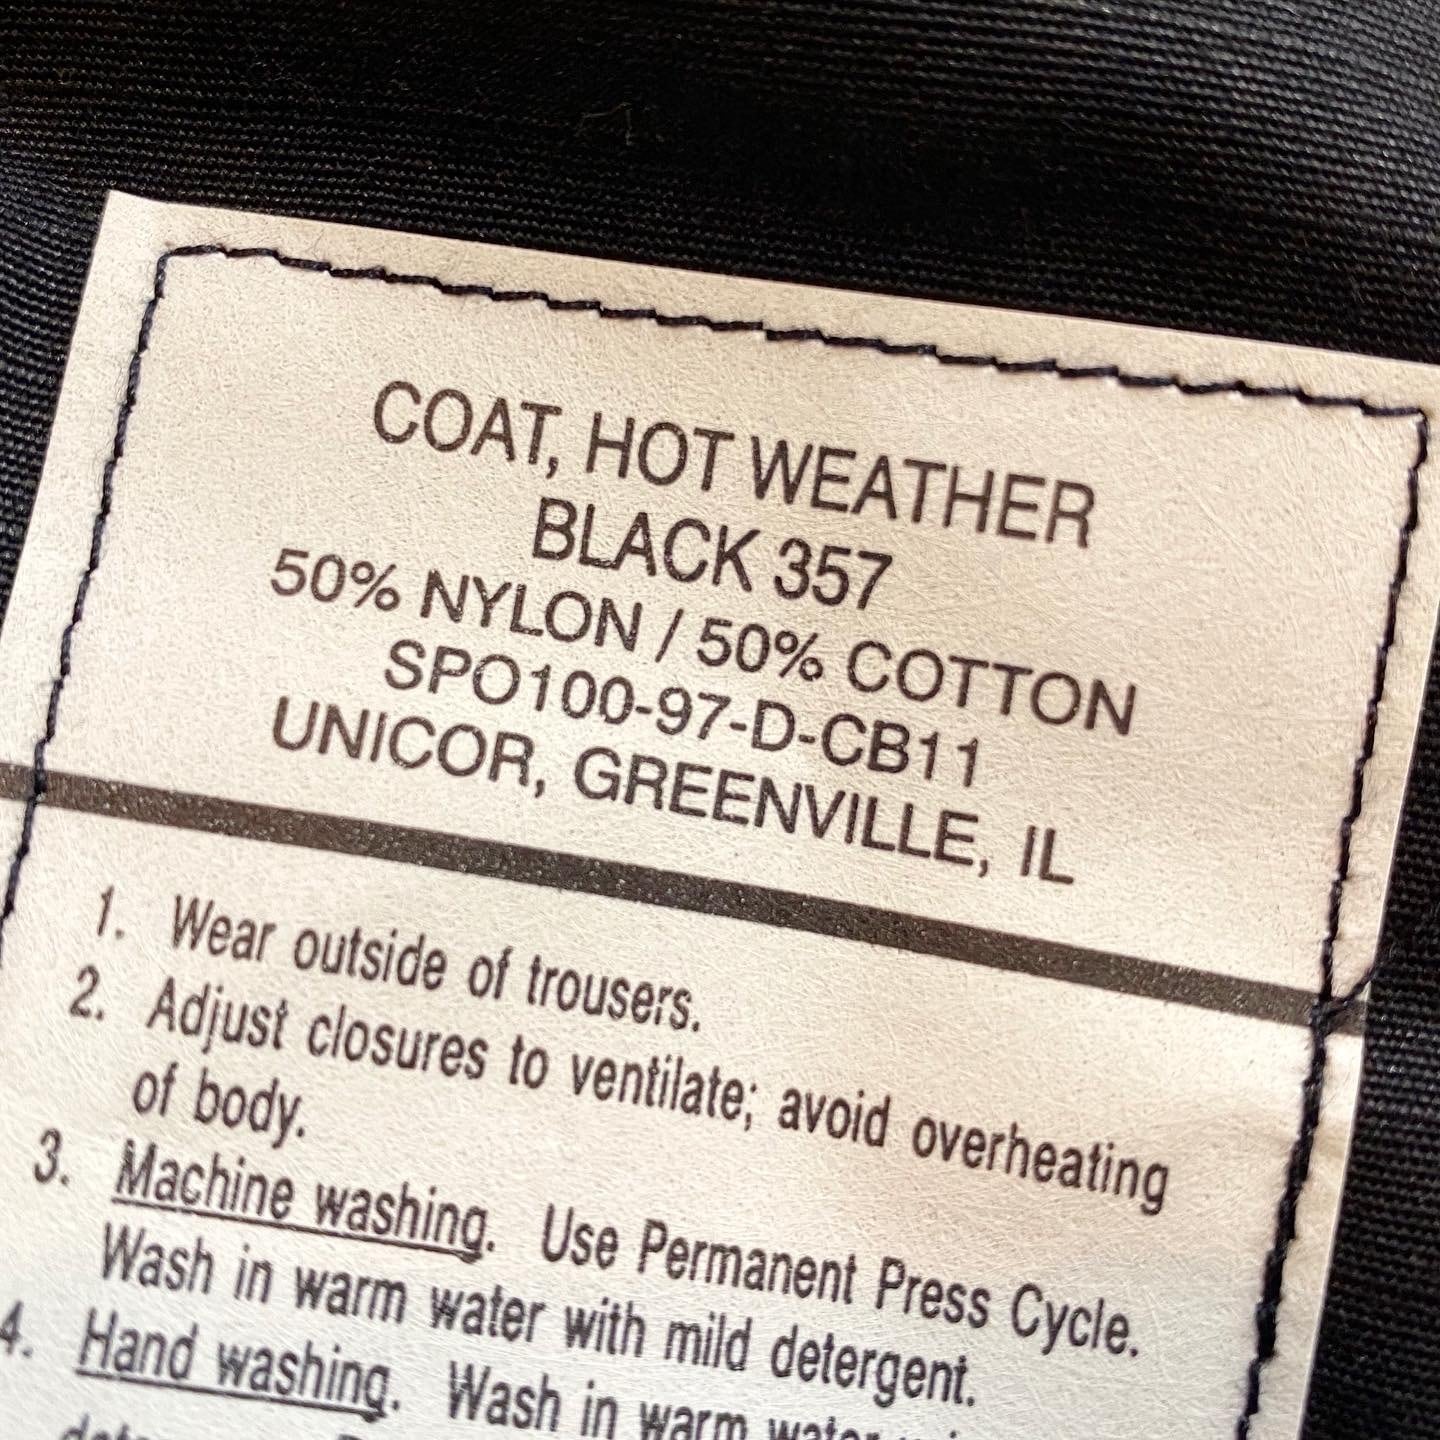 COAT, HOT WEATHER
BLACK 357
50% NYLON / 50% COTTON
SPO100-97-D-CB11
UNICOR, GREENVILLE, IL
1. Wear outside of trousers.
2. Adjust closures to ventilate; avoid overheating
of body.
3. Machine washing. Use Permanent Press Cycle.
Wash in warm water with mild detergent.
4. Hand washing. Wash in warm water